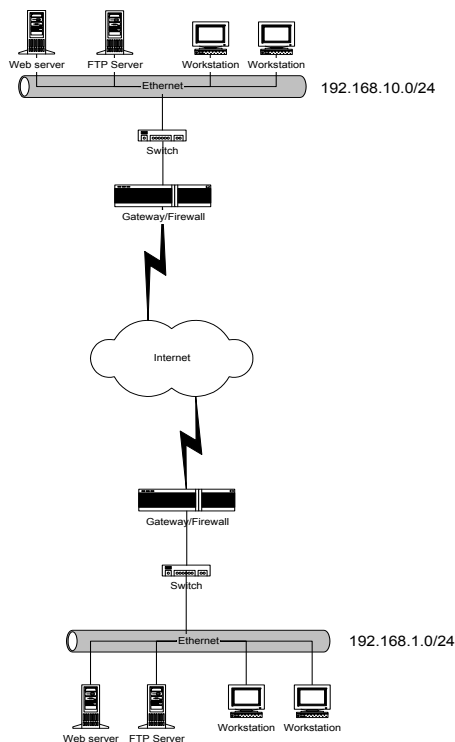 Web server FTP Server Workstation Workstation
Ethernet 192.168.10.0/24
Switch
Gateway/Firewall
Internet
Gateway/Firewall
Switch
Ethernet 192.168.1.0/24
Web server FTP Server Workstation Workstation